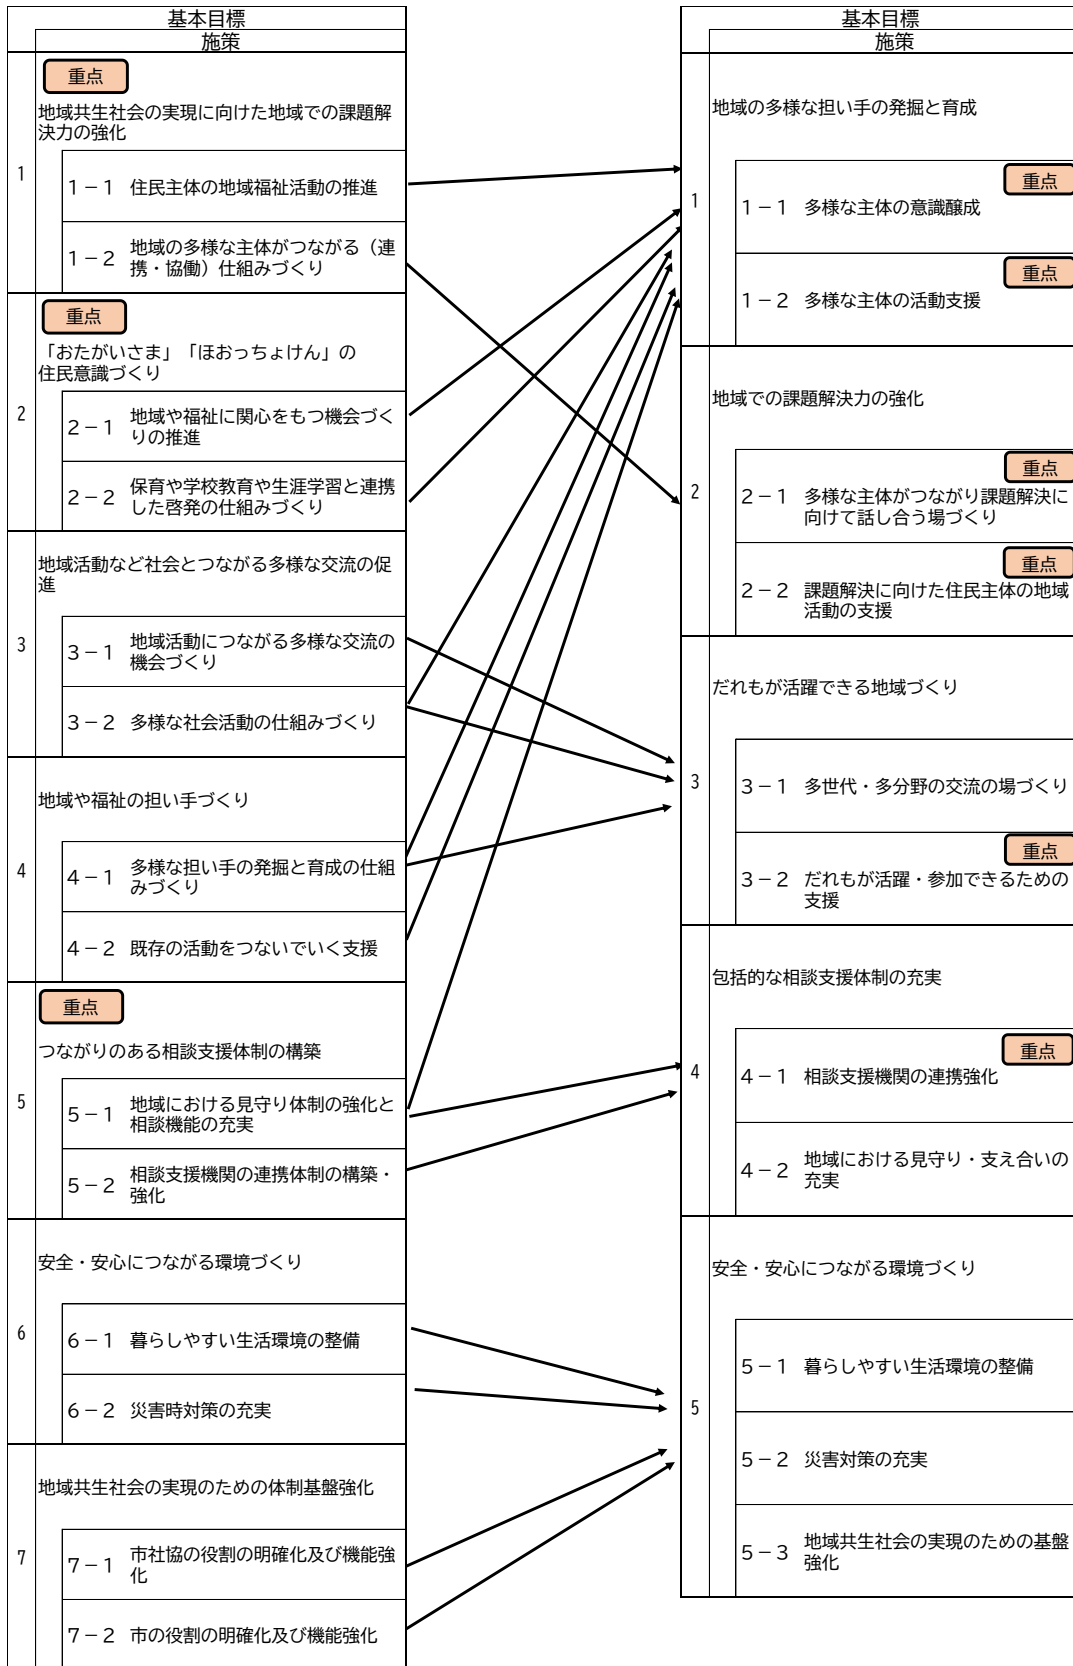 基本目標
施策
1
重点
地域共生社会の実現に向けた地域での課題解
決力の強化
1－1 住民主体の地域福祉活動の推進
1－2 地域の多様な主体がつながる（連
携・協働）仕組みづくり
2
重点
「おたがいさま」「ほおっちょけん」の
住民意識づくり
2－1 地域や福祉に関心をもつ機会づく
りの推進
2－2 保育や学校教育や生涯学習と連携
した啓発の仕組みづくり
3
地域活動など社会とつながる多様な交流の促
進
3－1 地域活動につながる多様な交流の
機会づくり
3－2 多様な社会活動の仕組みづくり
4
地域や福祉の担い手づくり
4－1 多様な担い手の発掘と育成の仕組
みづくり
4－2 既存の活動をつないでいく支援
5
重点
つながりのある相談支援体制の構築
5－1 地域における見守り体制の強化と
相談機能の充実
5－2 相談支援機関の連携体制の構築・
強化
6
安全・安心につながる環境づくり
6－1 暮らしやすい生活環境の整備
6－2 災害時対策の充実
7
地域共生社会の実現のための体制基盤強化
7－1 市社協の役割の明確化及び機能強
化
7－2 市の役割の明確化及び機能強化
基本目標
施策
1
地域の多様な担い手の発掘と育成
重点
1－1 多様な主体の意識醸成
重点
1－2 多様な主体の活動支援
2
地域での課題解決力の強化
重点
2－1 多様な主体がつながり課題解決に
向けて話し合う場づくり
重点
2－2 課題解決に向けた住民主体の地域
活動の支援
3
だれもが活躍できる地域づくり
3－1 多世代・多分野の交流の場づくり
重点
3－2 だれもが活躍・参加できるための
支援
4
包括的な相談支援体制の充実
重点
4－1 相談支援機関の連携強化
4－2 地域における見守り・支え合いの
充実
5
安全・安心につながる環境づくり
5－1 暮らしやすい生活環境の整備
5－2 災害対策の充実
5－3 地域共生社会の実現のための基盤
強化